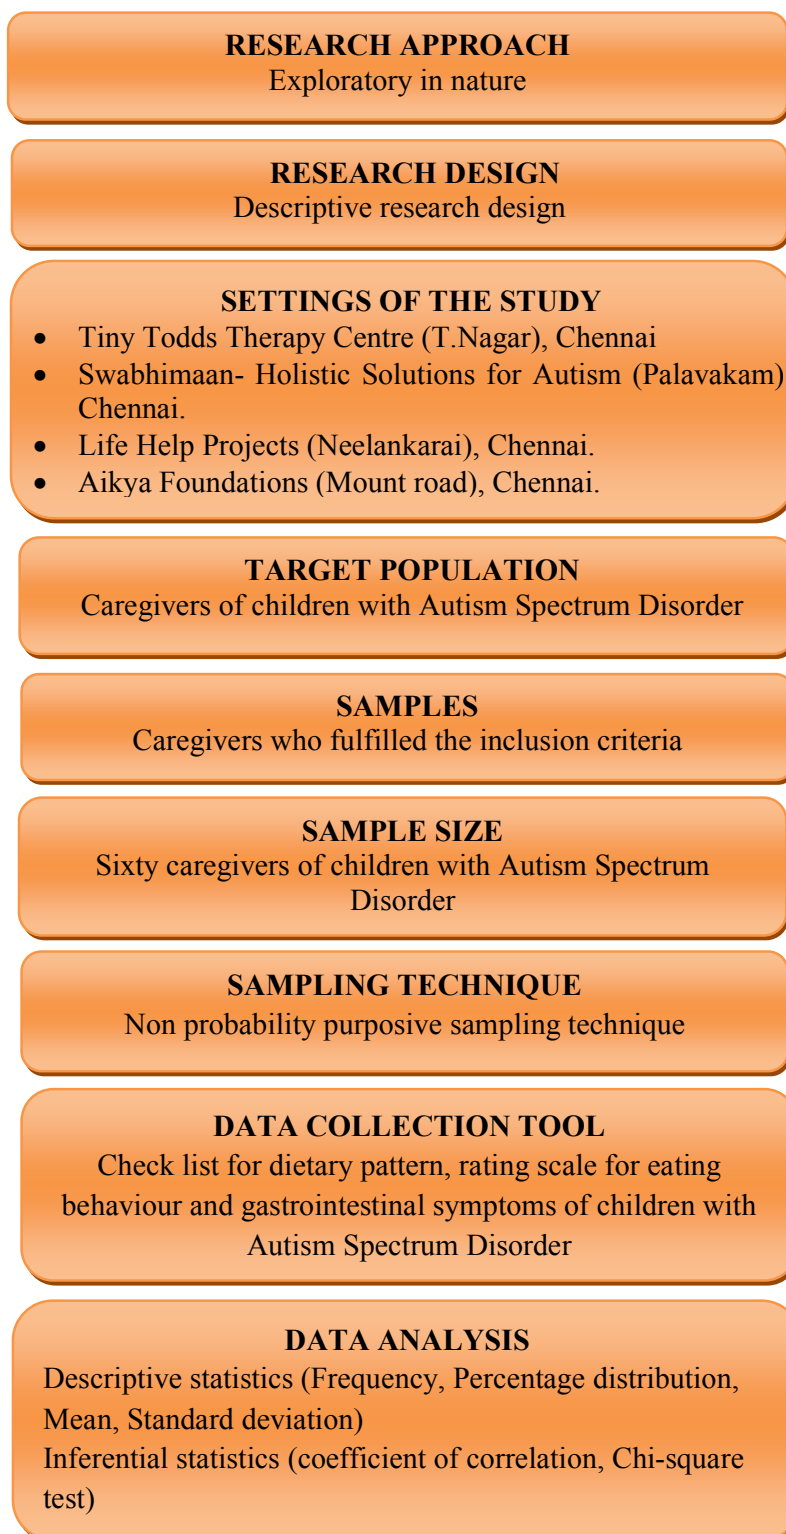 RESEARCH APPROACH
Exploratory in nature
RESEARCH DESIGN
Descriptive research design
SETTINGS OF THE STUDY
• Tiny Todds Therapy Centre (T.Nagar), Chennai
• Swabhimaan- Holistic Solutions for Autism (Palavakam)
Chennai.
• Life Help Projects (Neelankarai), Chennai.
• Aikya Foundations (Mount road), Chennai.
TARGET POPULATION
Caregivers of children with Autism Spectrum Disorder
SAMPLES
Caregivers who fulfilled the inclusion criteria
SAMPLE SIZE
Sixty caregivers of children with Autism Spectrum
Disorder
SAMPLING TECHNIQUE
Non probability purposive sampling technique
DATA COLLECTION TOOL
Check list for dietary pattern, rating scale for eating
behaviour and gastrointestinal symptoms of children with
Autism Spectrum Disorder
DATA ANALYSIS
Descriptive statistics (Frequency, Percentage distribution,
Mean, Standard deviation)
Inferential statistics (coefficient of correlation, Chi-square
test)